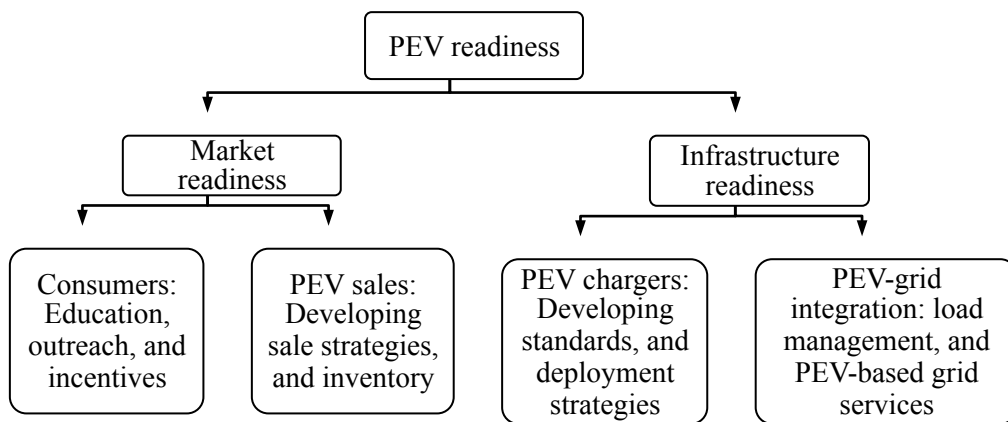 PEV readiness
Market
readiness
Infrastructure
readiness
Consumers:
Education,
outreach, and
incentives
PEV sales:
Developing
sale strategies,
and inventory
PEV chargers:
Developing
standards, and
deployment
strategies
PEV-grid
integration: load
management, and
PEV-based grid
services